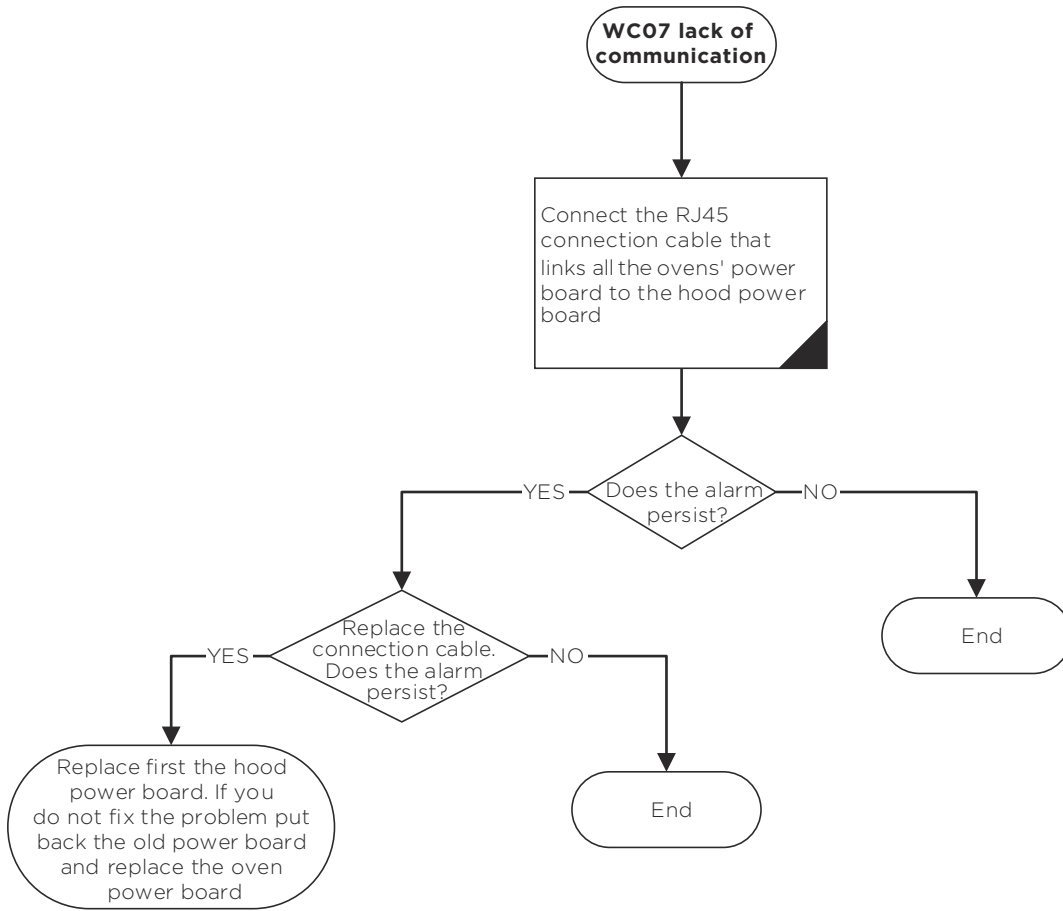 WC07 lack of
communication
Connect the RJ45
connection cable that
links all the ovens' power
board to the hood power
board
Does the alarm
persist?
YES
NO
End
Replace the
connection cable.
Does the alarm
persist?
YES
NO
End
Replace first the hood
power board. If you
do not fix the problem put
back the old power board
and replace the oven
power board